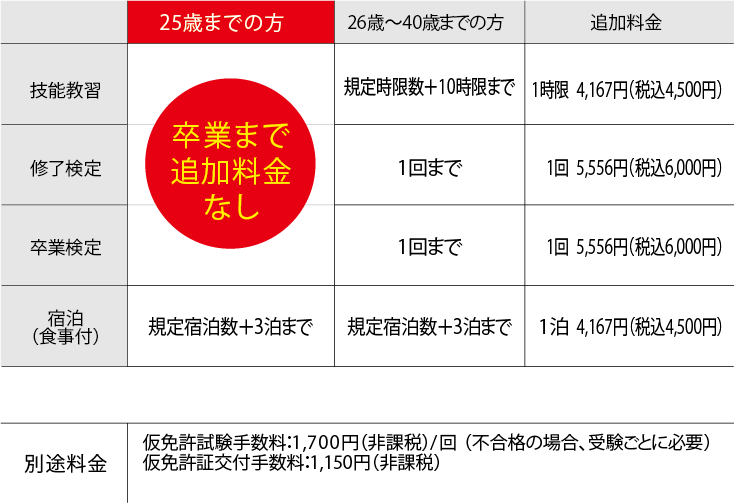 25歳までの方 26歳〜40歳までの方 追加料金
技能教習 規定時限数+10時限まで 1時限 4,167円(税込4,500円)
卒業まで
追加料金
なし
修了検定 1回まで 1回 5,556円(税込6,000円)
卒業検定 1回まで 1回 5,556円(税込6,000円)
宿泊
(食事付) 規定宿泊数+3泊まで 規定宿泊数+3泊まで 1泊 4,167円(税込4,500円)
別途料金
仮免許試験手数料:1,700円(非課税)/回 (不合格の場合、受験ごとに必要)
仮免許証交付手数料:1,150円(非課税)